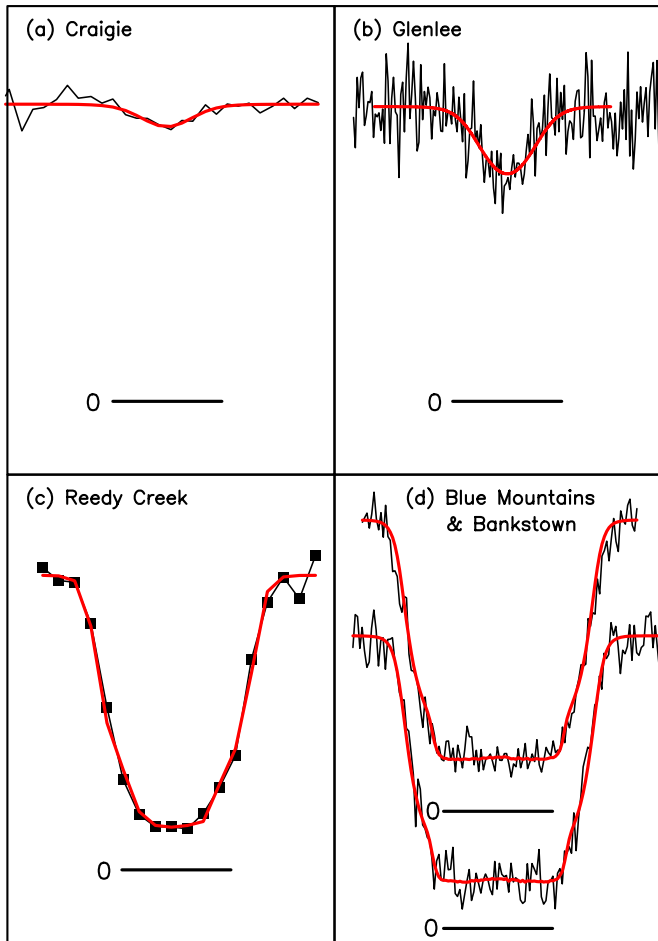 (a) Craigie
0
(b) Glenlee
0
(c) Reedy Creek
0
(d) Blue Mountains
& Bankstown
0
0